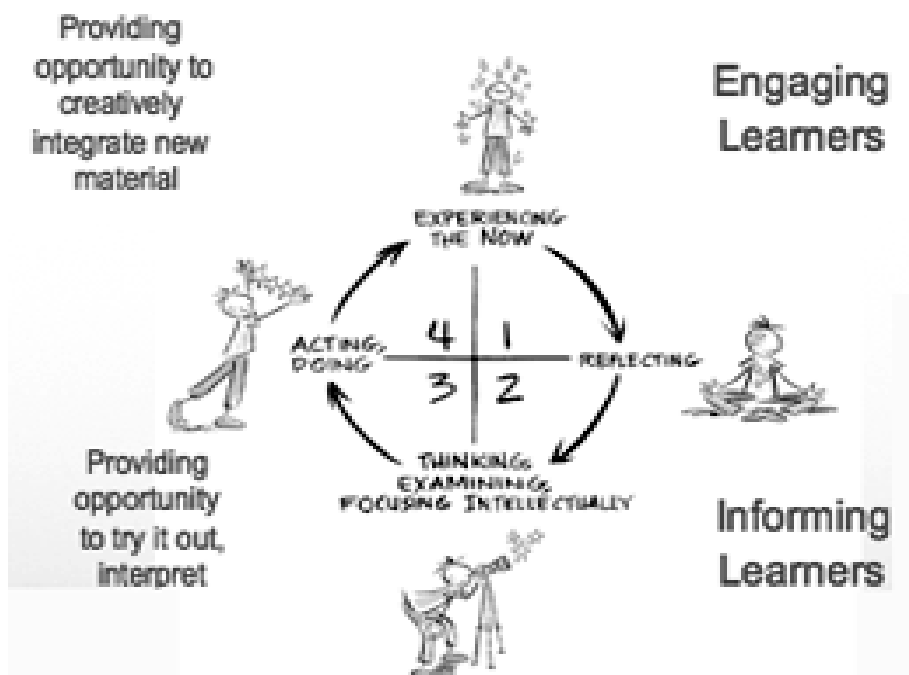 Providing
opportunity to
creatively
integrate new
material
Engaging
Learners
EXPERIENCING
THE NOW
ACTING,
DOING
4
1
REFLECTING
3
2
THINKING,
EXAMINING,
FOCUSING INTELLECTUALLY
Providing
opportunity
to try it out,
interpret
Informing
Learners